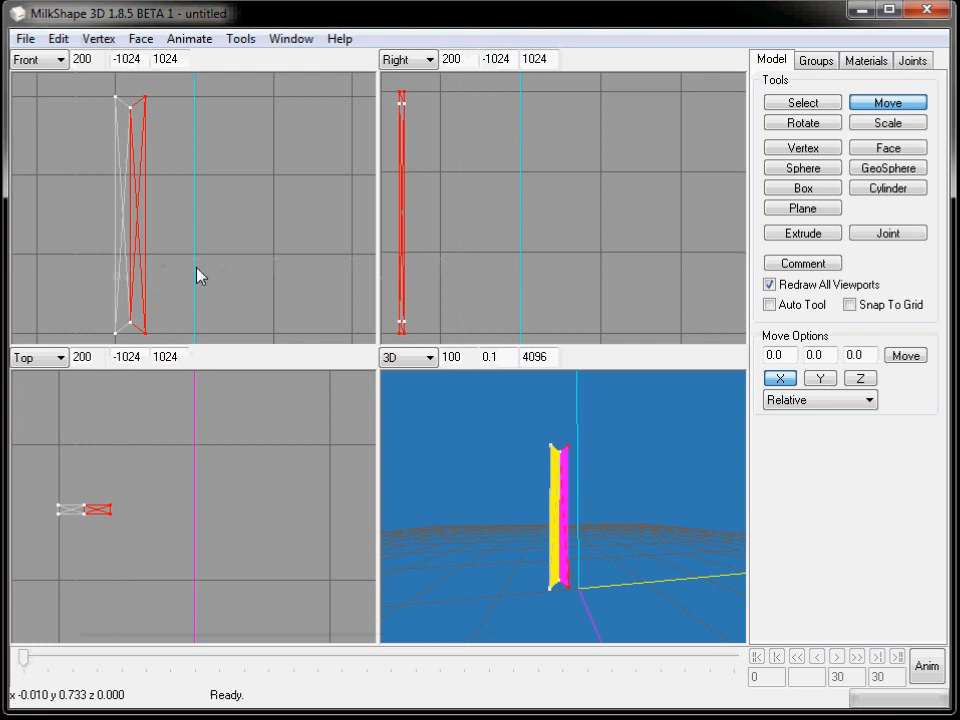 MilkShape 3D 1.8.5 BETA 1 - untitled
File Edit Vertex Face Animate Tools Window Help
Front 200 -1024 1024 Right 200 -1024 1024 Model Groups Materials Joints
Tools
Select Move
Rotate Scale
Vertex Face
Sphere GeoSphere
Box Cylinder
Plane
Extrude Joint
Comment
Redraw All Viewports
Auto Tool Snap To Grid
Move Options
Top 200 -1024 1024 3D 100 0.1 4096 0.0 0.0 0.0 Move
X Y Z
Relative
Anim
0 30 30
x -0.010 y 0.733 z 0.000 Ready.